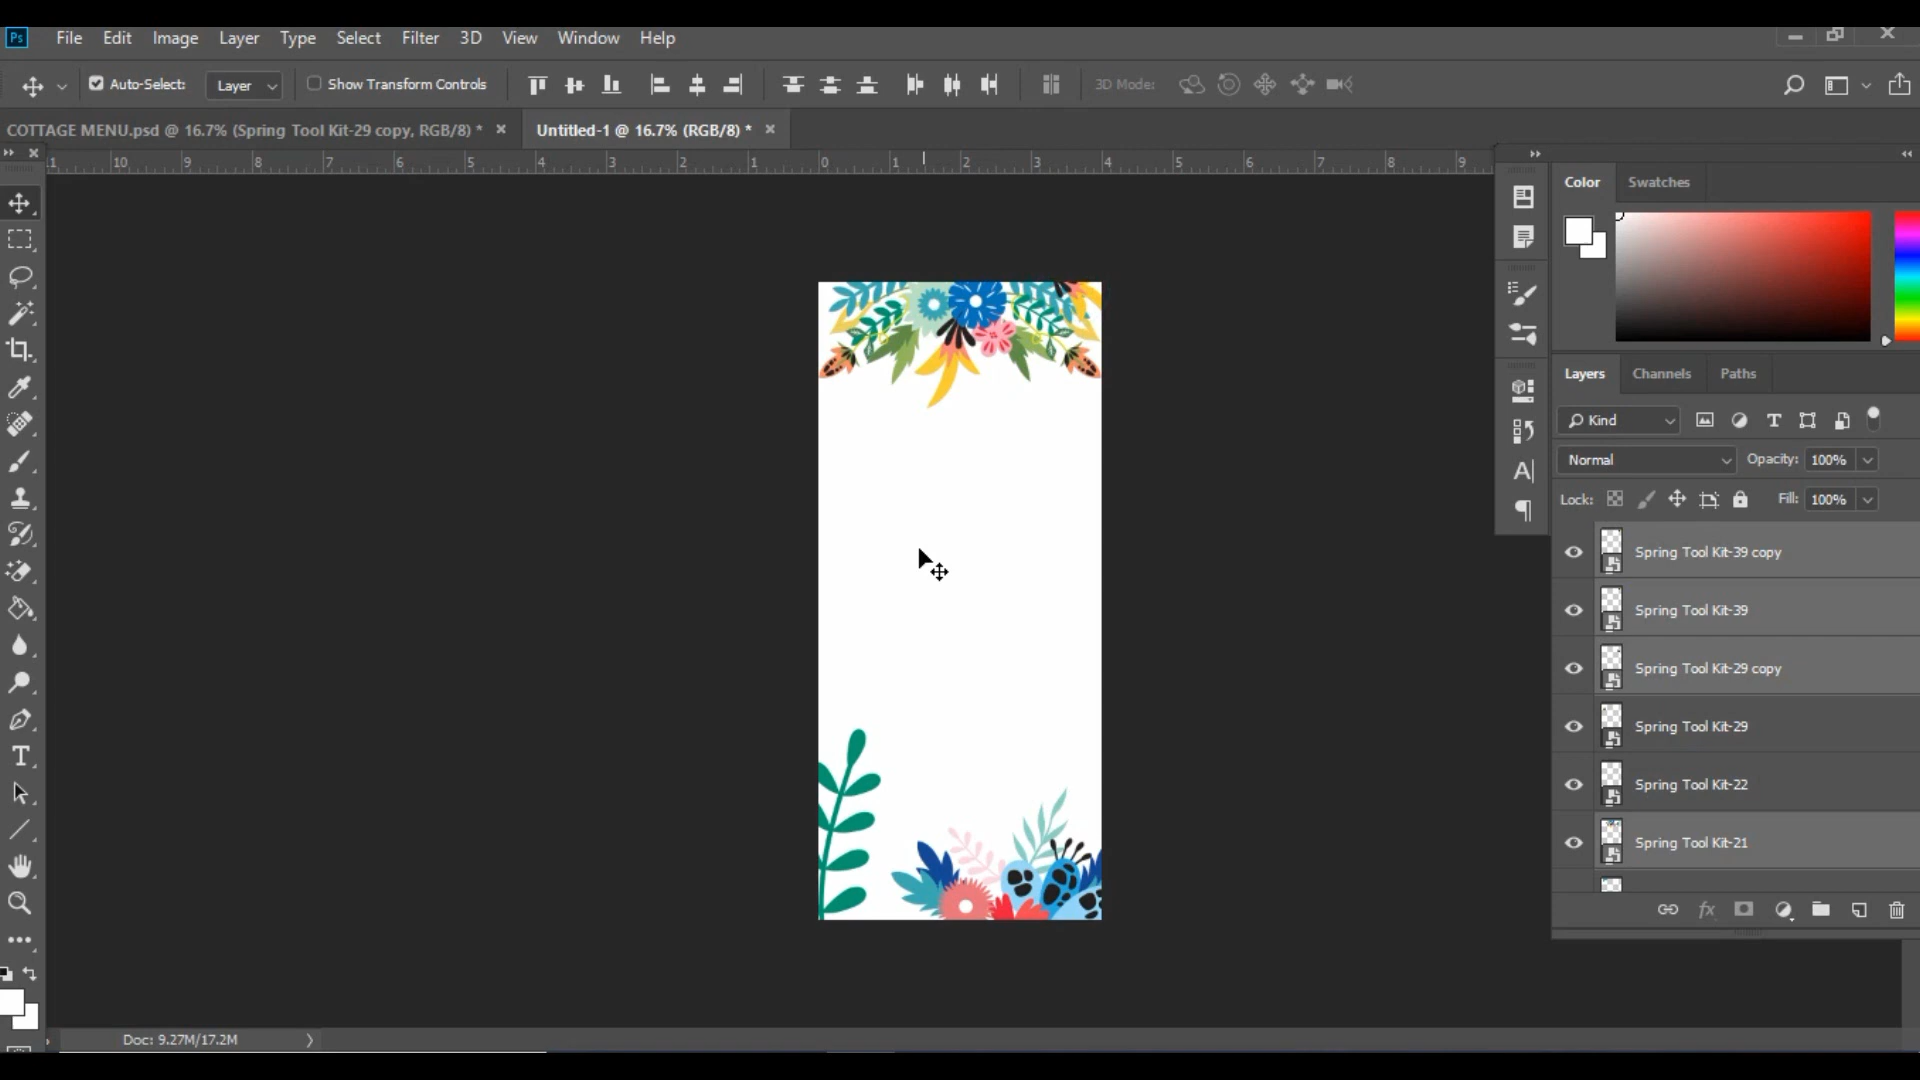 Ps File Edit Image Layer Type Select Filter 3D View Window Help
Auto-Select: Layer Show Transform Controls 3D Mode:
COTTAGE MENU.psd @ 16.7% (Spring Tool Kit-29 copy, RGB/8) * Untitled-1 @ 16.7% (RGB/8) *
10 9 8 7 6 5 4 3 2 1 0 1 2 3 4 5 6 7 8 9
Color Swatches
Layers Channels Paths
Kind
Normal Opacity: 100%
Lock: Fill: 100%
Spring Tool Kit-39 copy
Spring Tool Kit-39
Spring Tool Kit-29 copy
Spring Tool Kit-29
Spring Tool Kit-22
Spring Tool Kit-21
fx
Doc: 9.27M/17.2M